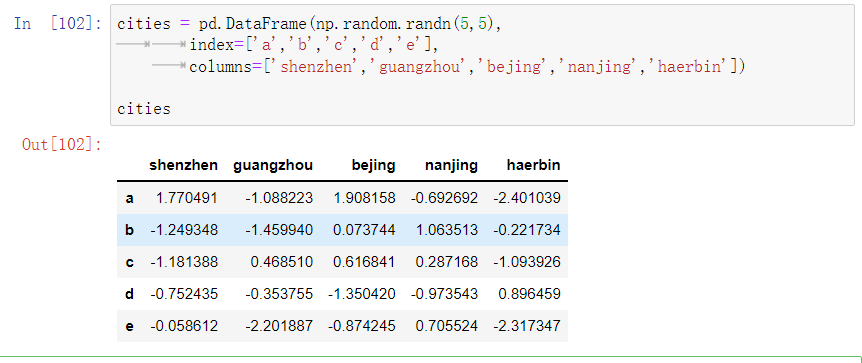 In [102]: cities = pd.DataFrame(np.random.randn(5,5),
index=['a','b','c','d','e'],
columns=['shenzhen','guangzhou','bejing','nanjing','haerbin'])
cities
Out[102]:
shenzhen guangzhou bejing nanjing haerbin
a 1.770491 -1.088223 1.908158 -0.692692 -2.401039
b -1.249348 -1.459940 0.073744 1.063513 -0.221734
c -1.181388 0.468510 0.616841 0.287168 -1.093926
d -0.752435 -0.353755 -1.350420 -0.973543 0.896459
e -0.058612 -2.201887 -0.874245 0.705524 -2.317347